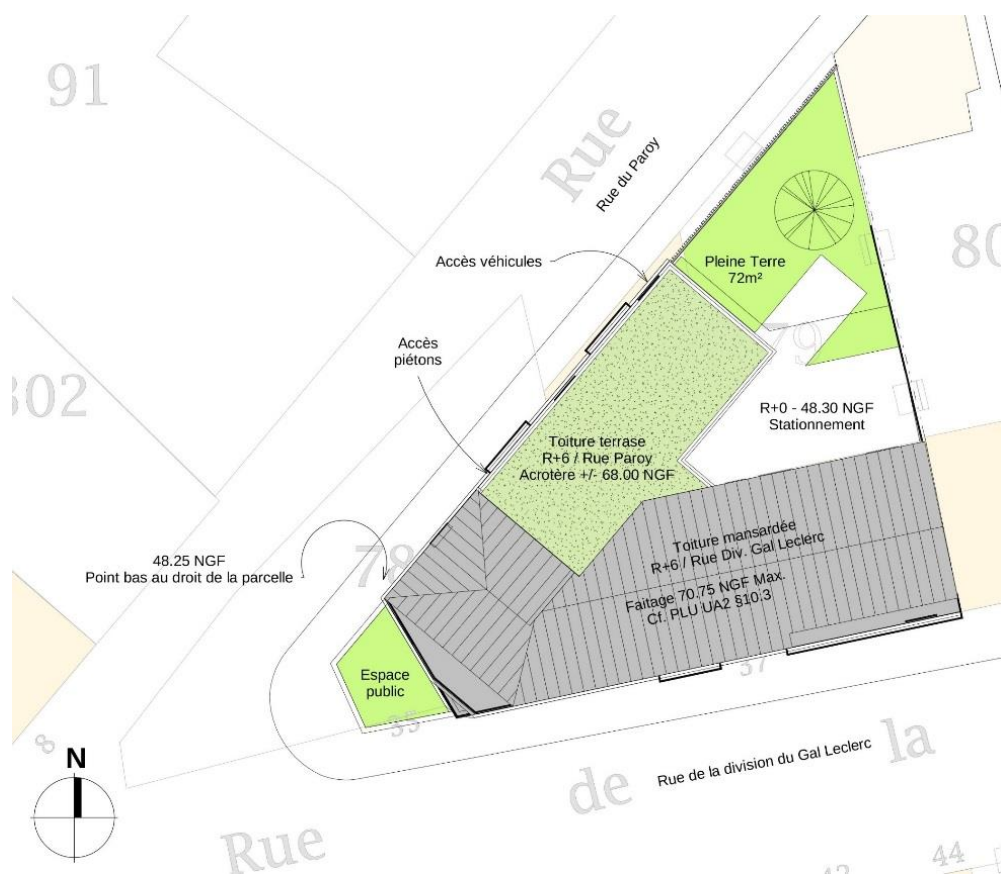 91
Rue
Rue du Paroy
Accès véhicules
Pleine Terre
72m²
80
79
302
Accès
piétons
R+0 - 48.30 NGF
Stationnement
Toiture terrase
R+6 / Rue Paroy
Acrotère +/- 68.00 NGF
Toiture mansardée
R+6 / Rue Div. Gal Leclerc
Faitage 70.75 NGF Max.
Cf. PLU UA2 §10.3
48.25 NGF
Point bas au droit de la parcelle
78
Espace
public
35
37
8
N
Rue de la division du Gal Leclerc
Rue de la
44